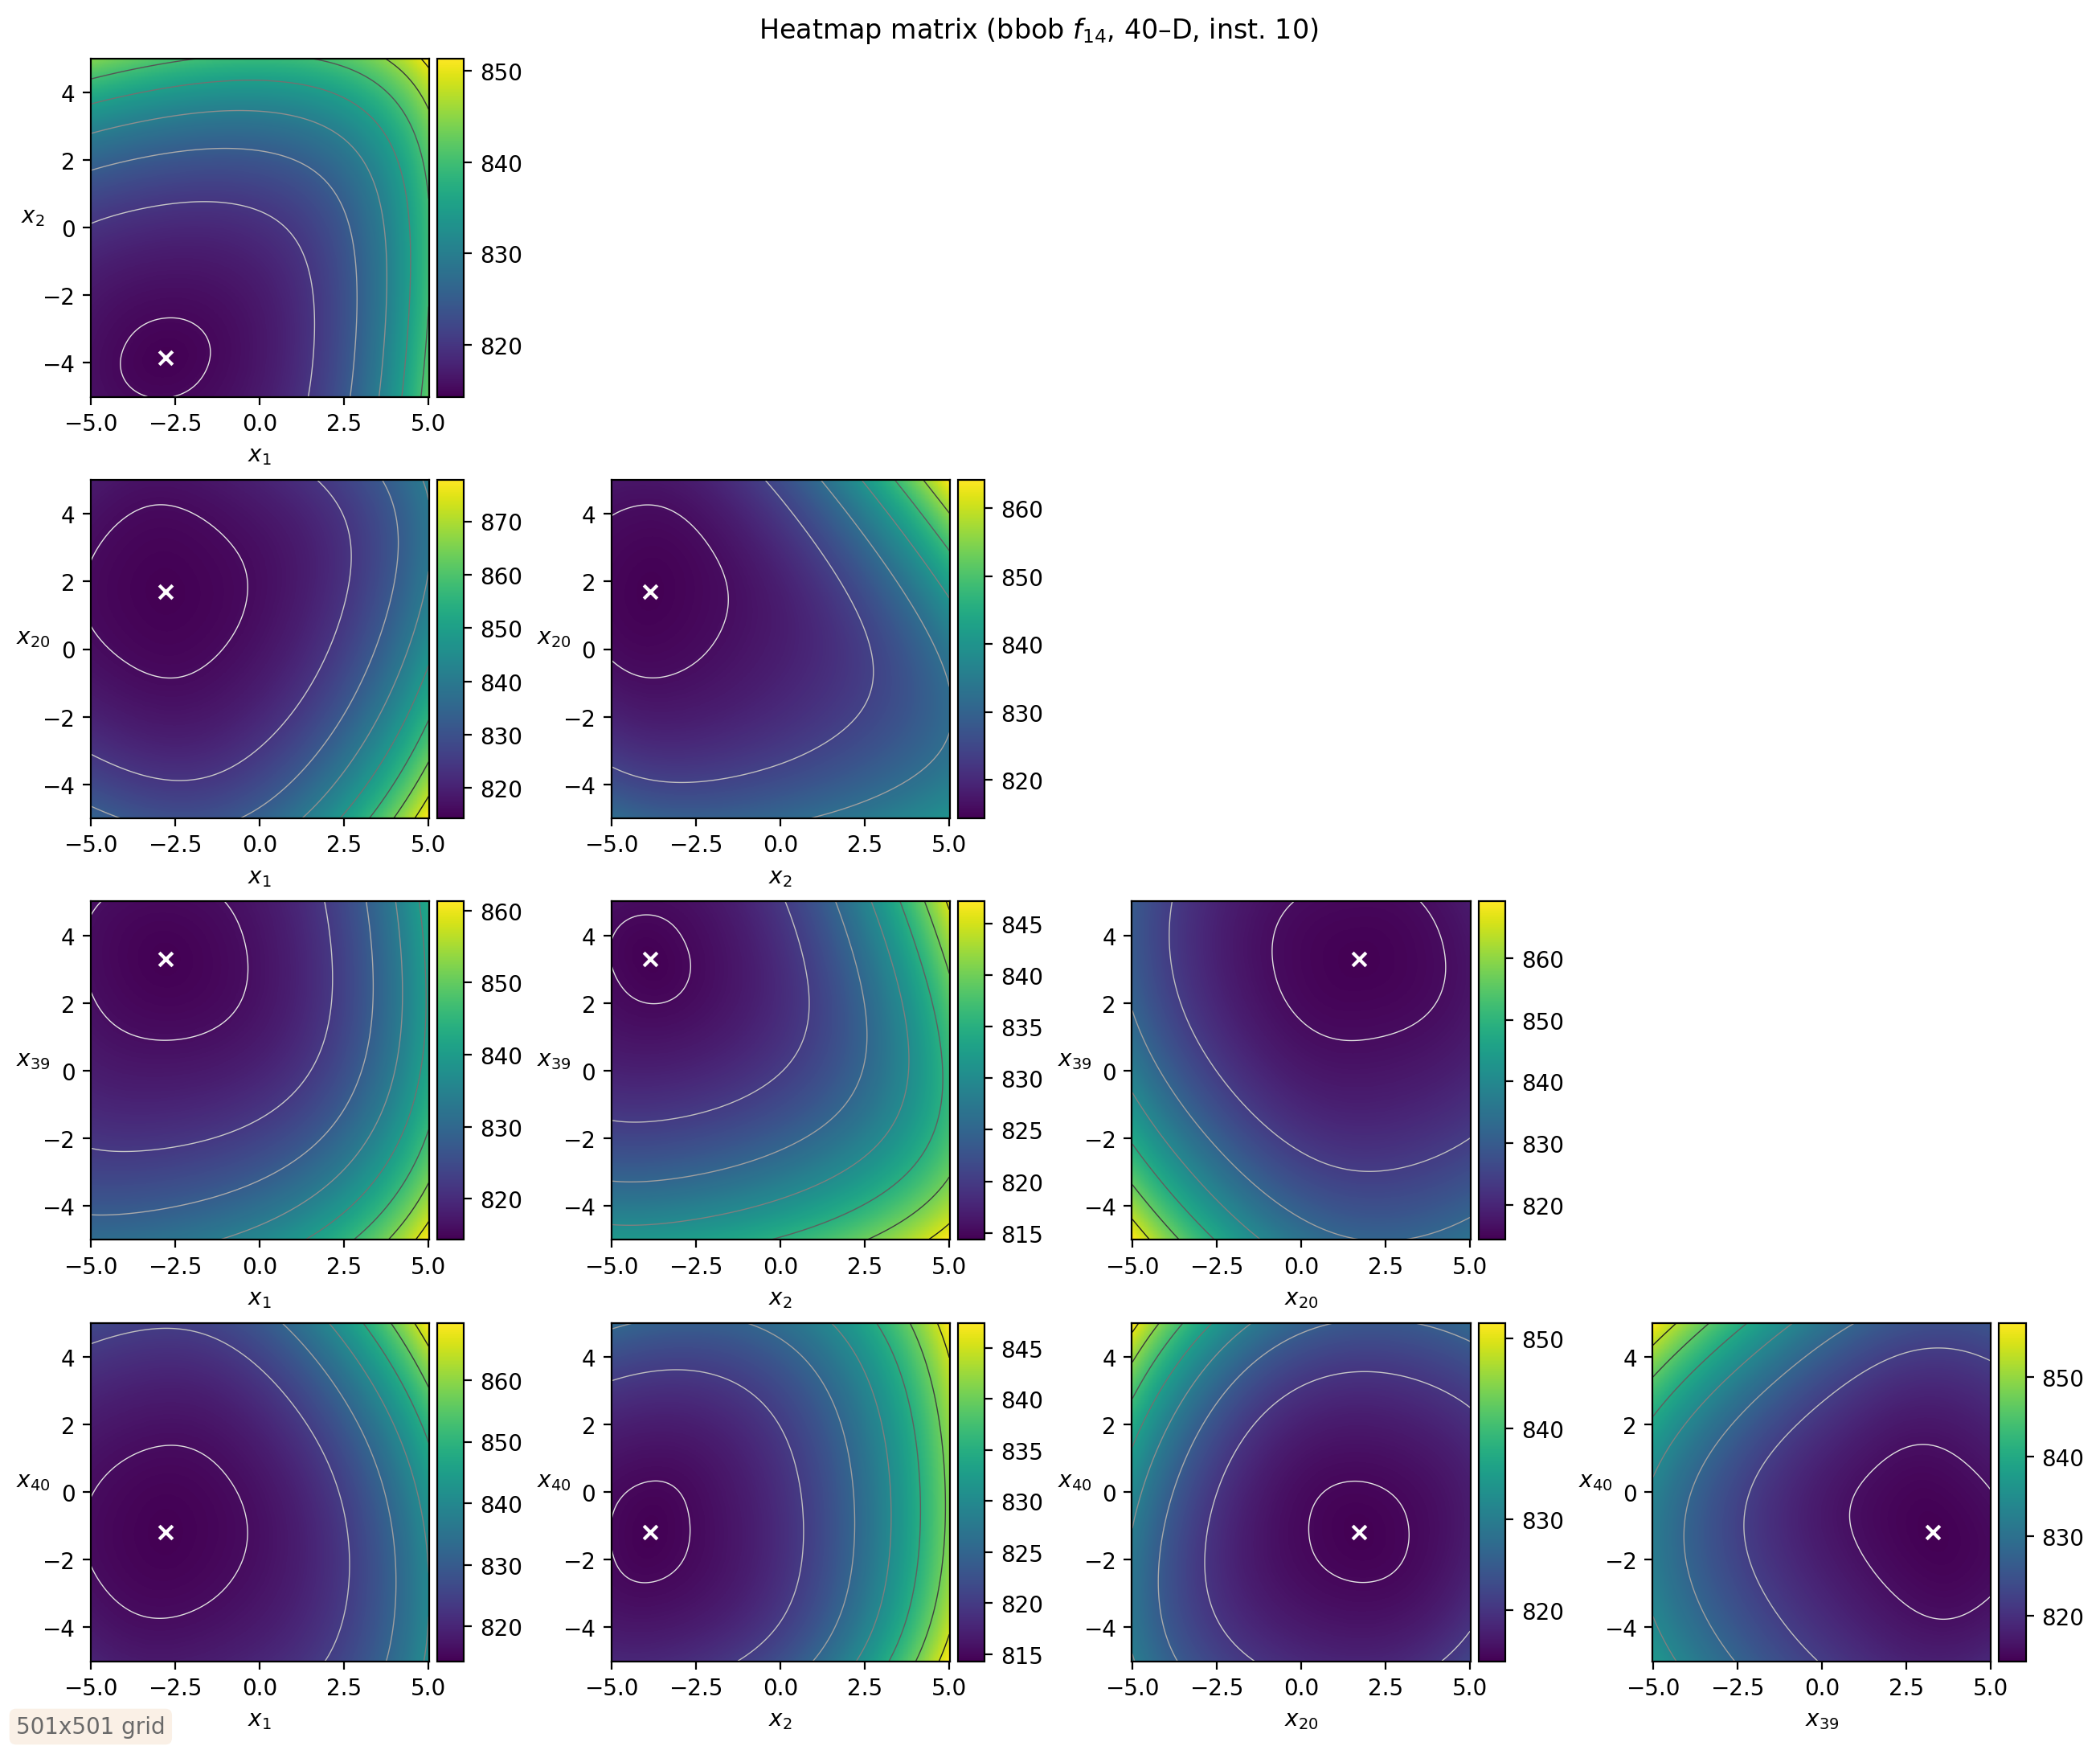 Heatmap matrix (bbob f14, 40–D, inst. 10)
850
4
840
2
x2
0
830
−2
820
−4
−5.0 −2.5 0.0 2.5 5.0
x1
4 870 4 860
2 860 2 850
x20 0 850 x20 0 840
−2 840 −2 830
−4 830 −4 820
820
−5.0 −2.5 0.0 2.5 5.0 −5.0 −2.5 0.0 2.5 5.0
x1 x2
4 860 4 845 4 860
2 850 2 840 2 850
x39 0 840 x39 0 835 x39 0 840
−2 830 −2 830 −2 830
−4 820 −4 825 −4 820
820
815
−5.0 −2.5 0.0 2.5 5.0 −5.0 −2.5 0.0 2.5 5.0 −5.0 −2.5 0.0 2.5 5.0
x1 x2 x20
4 860 4 845 4 850 4 850
2 850 2 840 2 840 2 840
x40 0 840 x40 0 835 x40 0 830 x40 0 830
−2 830 −2 830 −2 820 −2 820
−4 820 −4 825 −4 −4
820
815
−5.0 −2.5 0.0 2.5 5.0 −5.0 −2.5 0.0 2.5 5.0 −5.0 −2.5 0.0 2.5 5.0 −5.0 −2.5 0.0 2.5 5.0
x1 x2 x20 x39
501x501 grid